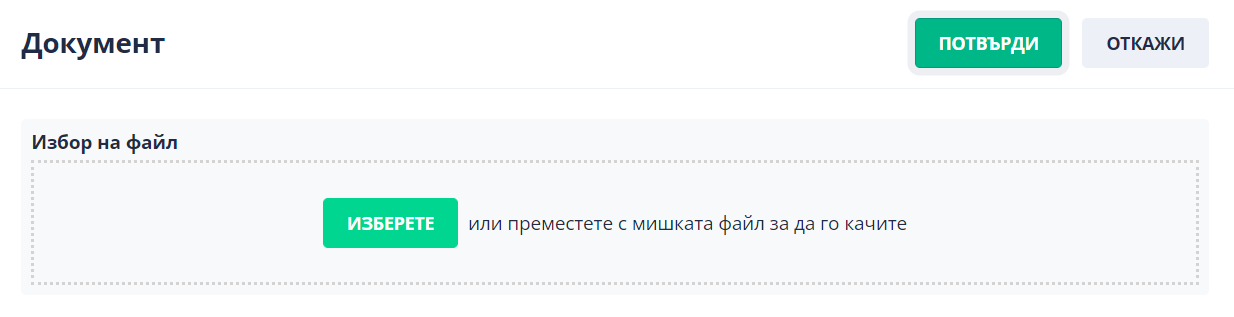 Документ
ПОТВЪРДИ
ОТКАЖИ
Избор на файл
ИЗБЕРЕТЕ или преместете с мишката файл за да го качите